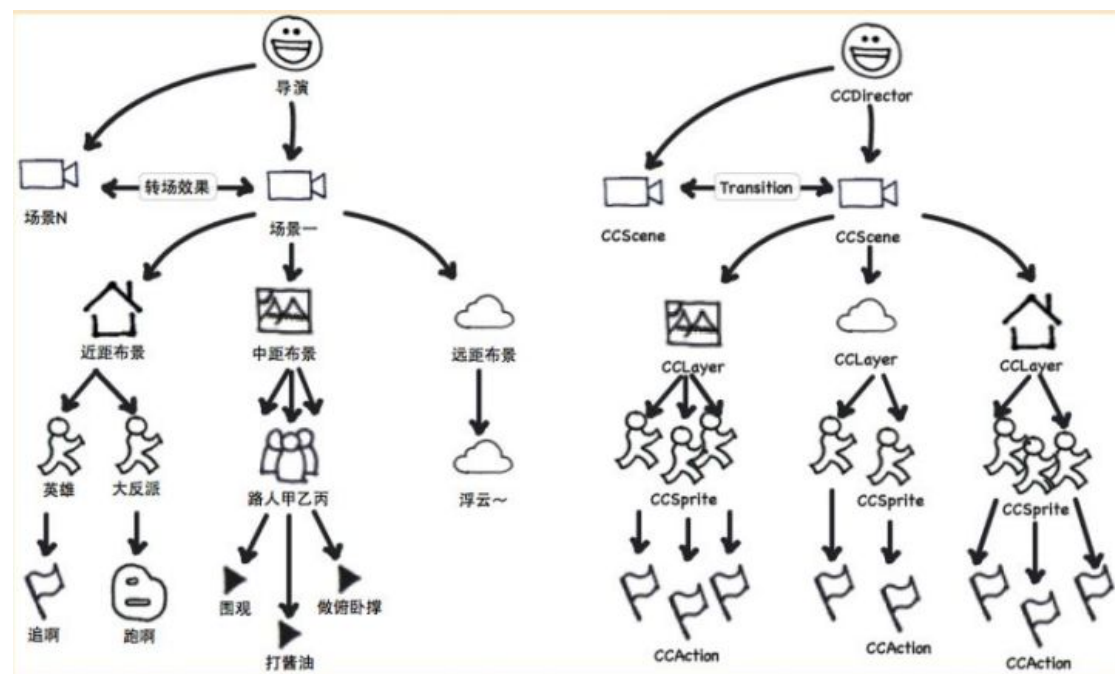 导演
CCDirector
转场效果
Transition
场景N
场景一
CCScene
CCScene
近距布景
中距布景
远距布景
CCLayer
CCLayer
CCLayer
英雄
大反派
路人甲乙丙
浮云～
CCSprite
CCSprite
CCSprite
追啊
跑啊
围观
做俯卧撑
打酱油
CCAction
CCAction
CCAction